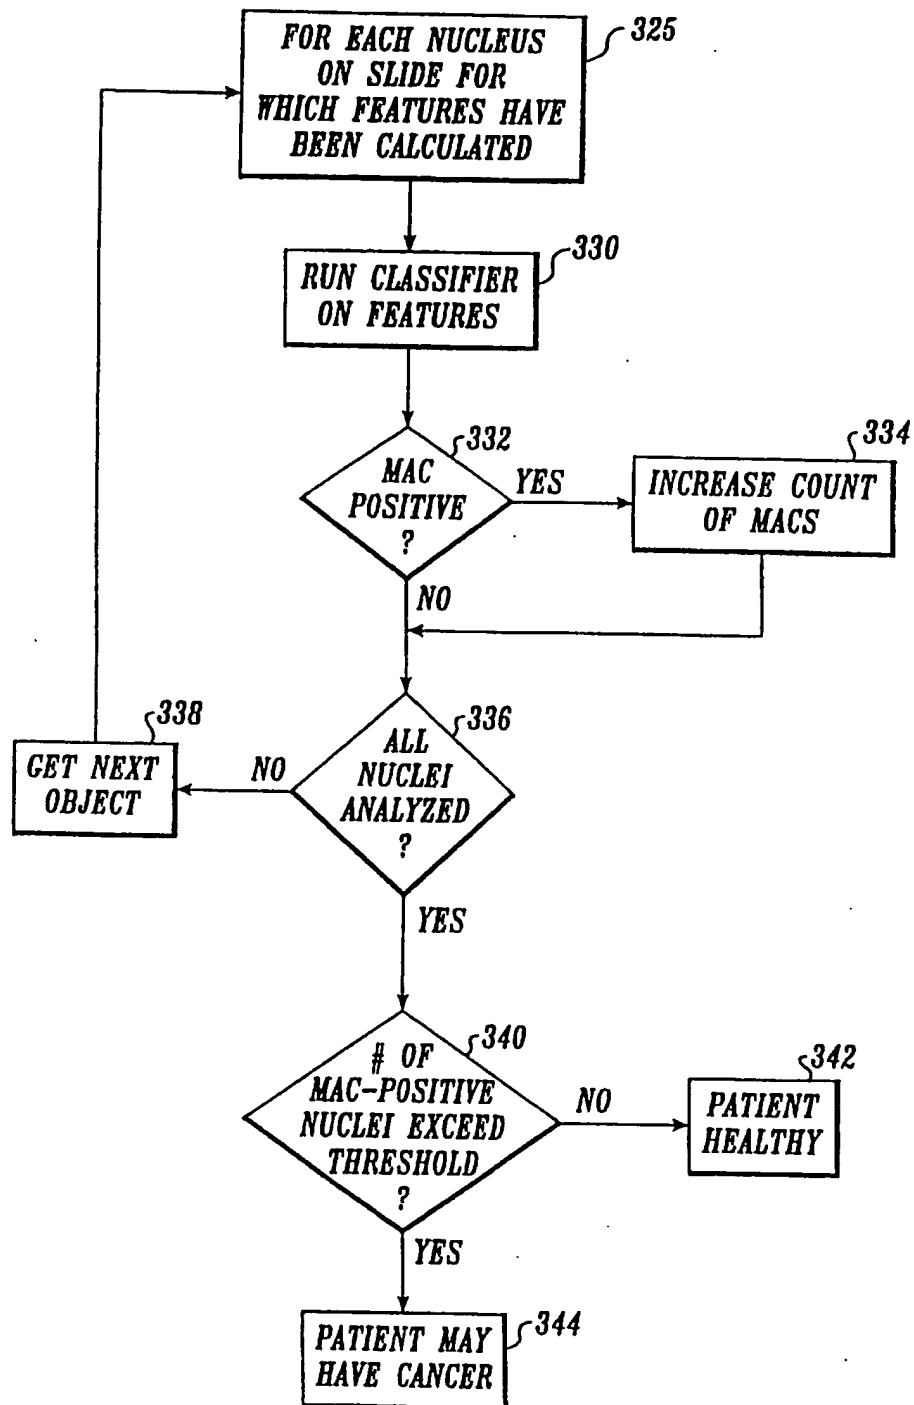 FOR EACH NUCLEUS
ON SLIDE FOR
WHICH FEATURES HAVE
BEEN CALCULATED
325
RUN CLASSIFIER
ON FEATURES
330
MAC
POSITIVE
?
332
YES
INCREASE COUNT
OF MACS
334
NO
ALL
NUCLEI
ANALYZED
?
336
NO
GET NEXT
OBJECT
338
YES
# OF
MAC-POSITIVE
NUCLEI EXCEED
THRESHOLD
?
340
NO
PATIENT
HEALTHY
342
YES
PATIENT MAY
HAVE CANCER
344